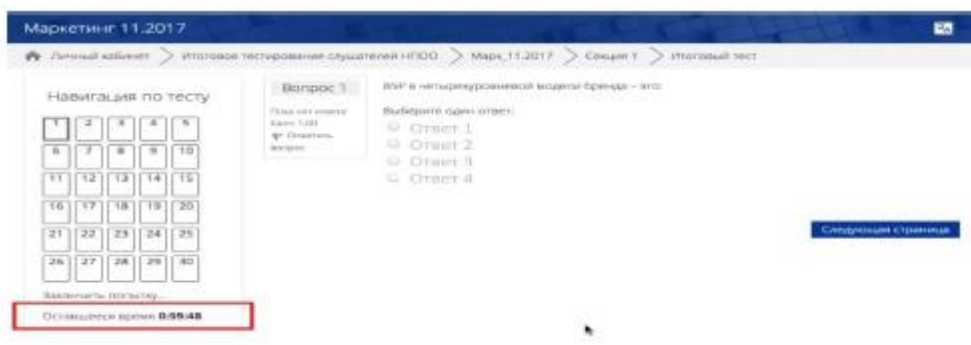 Маркетинг 11.2017
Личный кабинет > Итоговое тестирование слушателей НПОО > Марк_11.2017 > Секция 1 > Итоговый тест
Навигация по тесту
1 2 3 4 5
6 7 8 9 10
11 12 13 14 15
16 17 18 19 20
21 22 23 24 25
26 27 28 29 30
Закончить попытку...
Оставшееся время 0:59:48
Вопрос 1
Пока нет ответа
Балл: 1,00
Отметить
вопрос
в четырехуровневой модели бренда – это:
Выберите один ответ:
Ответ 1
Ответ 2
Ответ 3
Ответ 4
Следующая страница